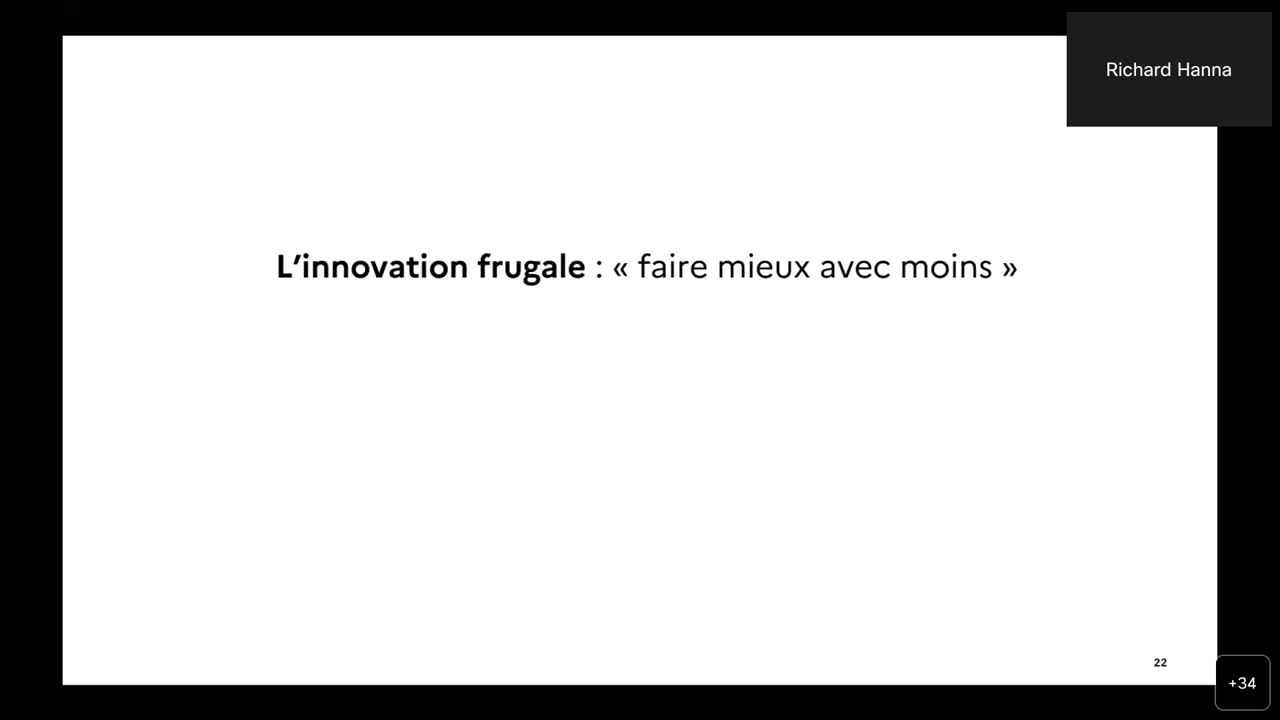 Richard Hanna
L’innovation frugale : « faire mieux avec moins »
22
+34